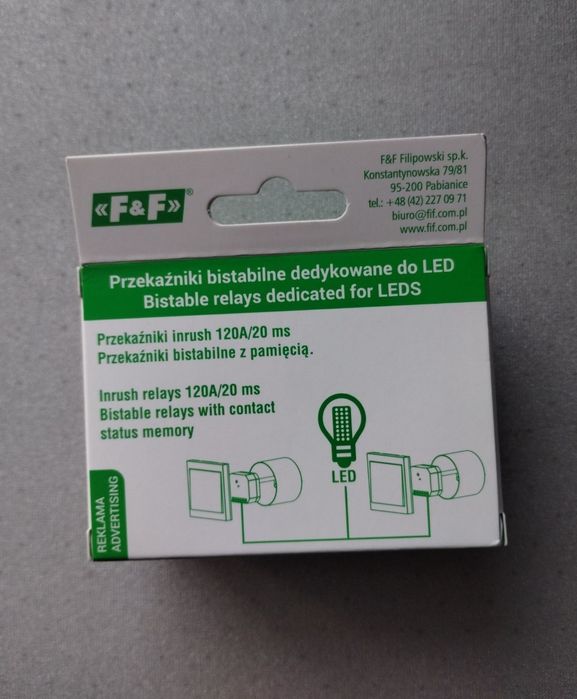 «F&F»®
F&F Filipowski sp.k.
Konstantynowska 79/81
95-200 Pabianice
tel.: +48 (42) 227 09 71
biuro@fif.com.pl
www.fif.com.pl
Przekaźniki bistabilne dedykowane do LED
Bistable relays dedicated for LEDS
Przekaźniki inrush 120A/20 ms
Przekaźniki bistabilne z pamięcią.
Inrush relays 120A/20 ms
Bistable relays with contact
status memory
LED
REKLAMA
ADVERTISING